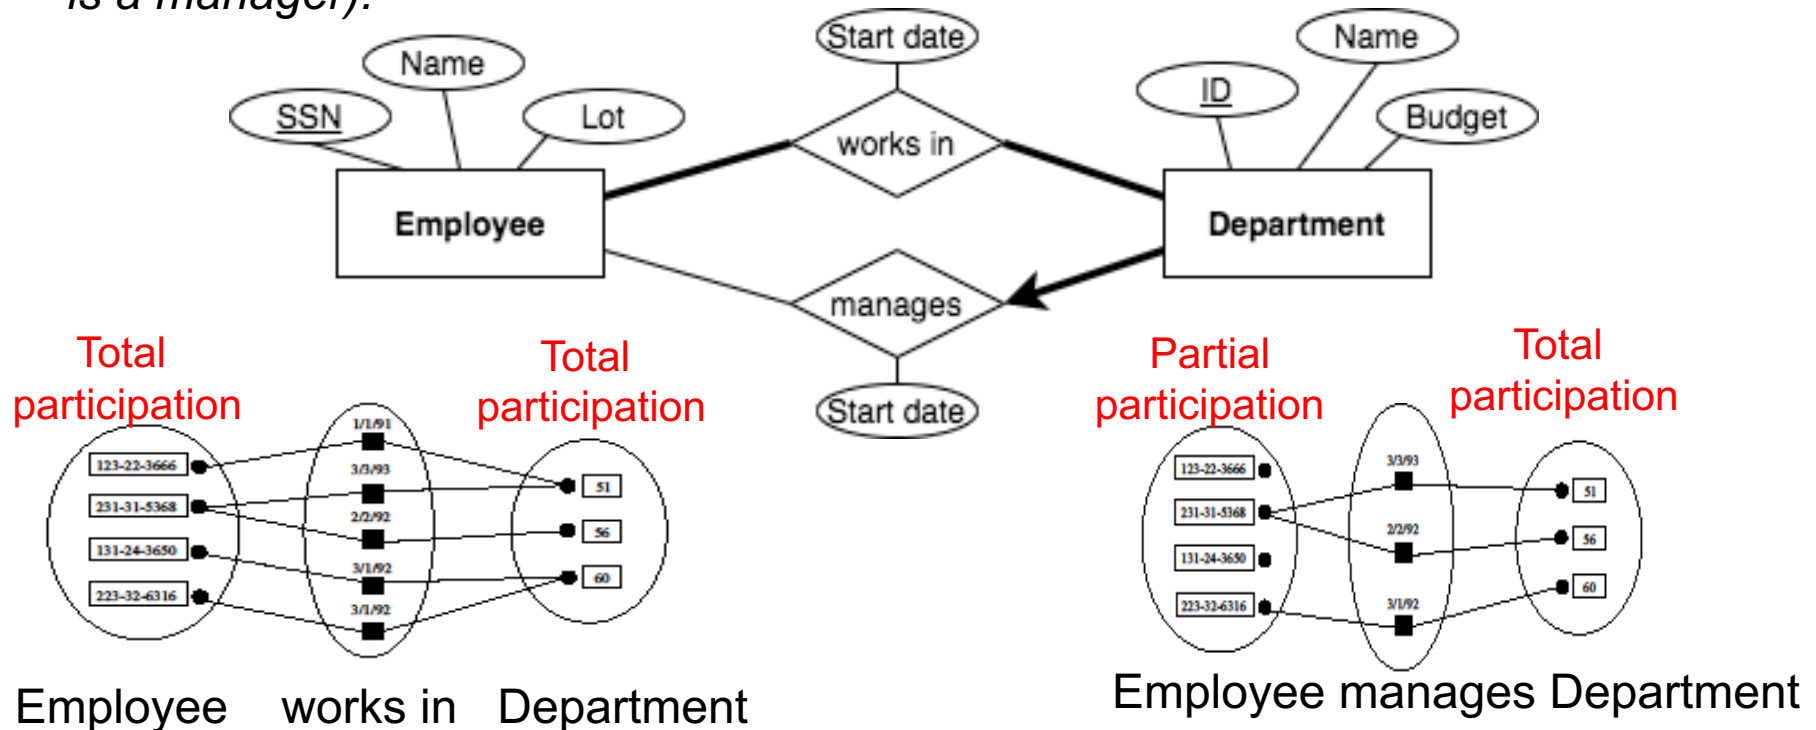 is a manager).
Start date
Name
Name
SSN
Lot
ID
Budget
works in
Employee
Department
manages
Start date
Total
participation
Total
participation
Partial
participation
Total
participation
1/1/91
123-22-3666
3/3/93
51
231-31-5368
2/2/92
56
131-24-3650
3/1/92
60
223-32-6316
3/1/92
123-22-3666
3/3/93
51
231-31-5368
2/2/92
56
131-24-3650
60
223-32-6316
3/1/92
Employee works in Department
Employee manages Department